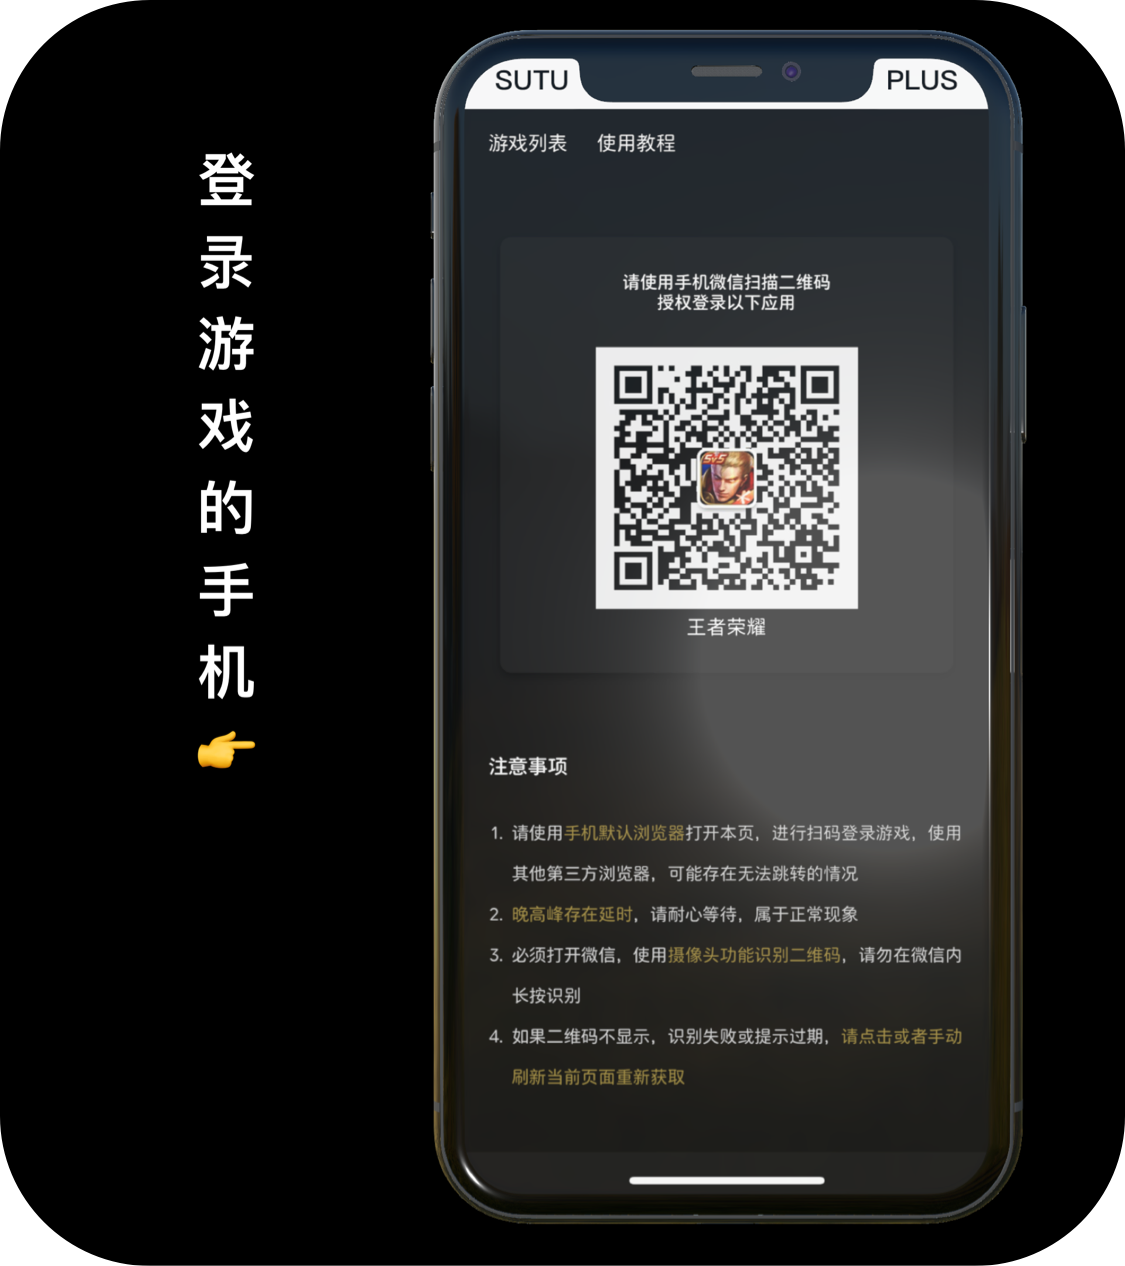 登录游戏的手机
SUTU
PLUS
游戏列表 使用教程
请使用手机微信扫描二维码
授权登录以下应用
5v5
王者荣耀
注意事项
1. 请使用手机默认浏览器打开本页，进行扫码登录游戏，使用
其他第三方浏览器，可能存在无法跳转的情况
2. 晚高峰存在延时，请耐心等待，属于正常现象
3. 必须打开微信，使用摄像头功能识别二维码，请勿在微信内
长按识别
4. 如果二维码不显示，识别失败或提示过期，请点击或者手动
刷新当前页面重新获取